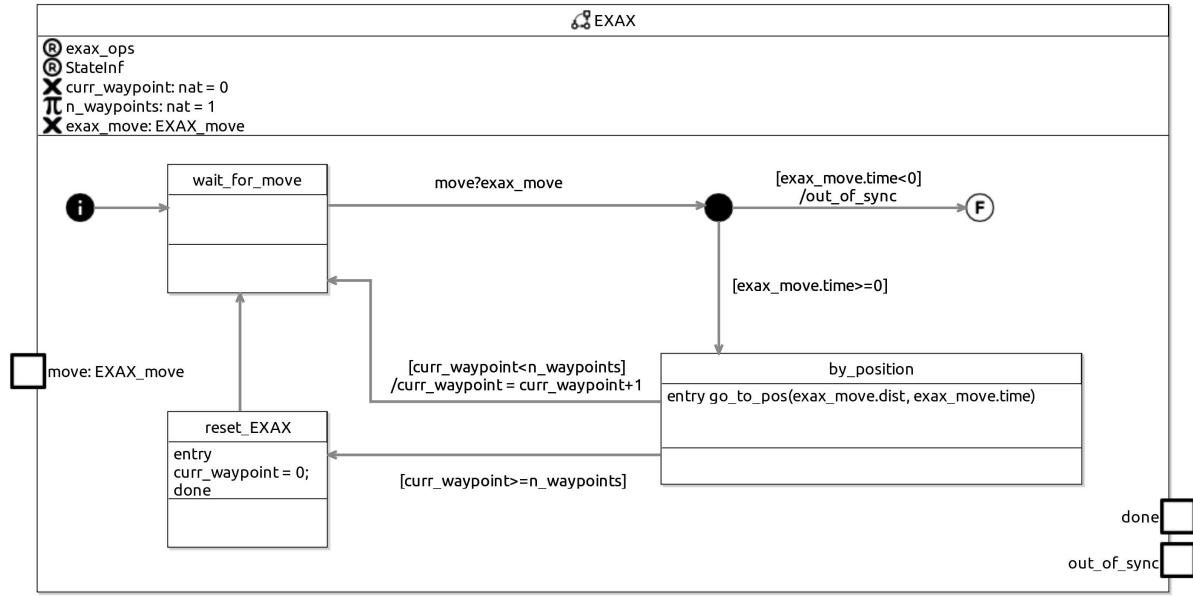 EXAX
R exax_ops
R StateInf
X curr_waypoint: nat = 0
π n_waypoints: nat = 1
X exax_move: EXAX_move
wait_for_move
move?exax_move
[exax_move.time<0]
/out_of_sync
i
F
[exax_move.time>=0]
move: EXAX_move
[curr_waypoint<n_waypoints]
/curr_waypoint = curr_waypoint+1
by_position
entry go_to_pos(exax_move.dist, exax_move.time)
reset_EXAX
entry
curr_waypoint = 0;
done
[curr_waypoint>=n_waypoints]
done
out_of_sync